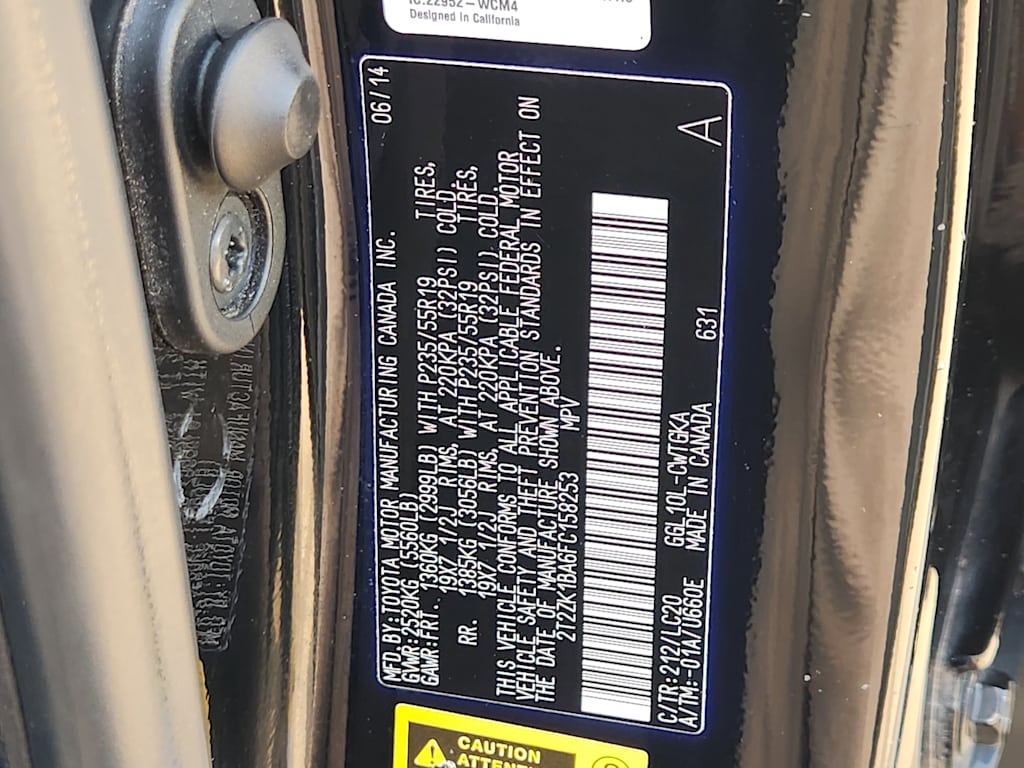 IC:22952-WCM4
Designed in California
MFD.BY:TOYOTA MOTOR MANUFACTURING CANADA INC. 06/14
GVWR:2520KG (5560LB)
GAWR:FRT. 1360KG (2999LB) WITH P235/55R19 TIRES,
19X7 1/2J RIMS, AT 220KPA (32PSI) COLD.
RR. 1385KG (3056LB) WITH P235/55R19 TIRES,
19X7 1/2J RIMS, AT 220KPA (32PSI) COLD
THIS VEHICLE CONFORMS TO ALL APPLICABLE FEDERAL MOTOR
VEHICLE SAFETY AND THEFT PREVENTION STANDARDS IN EFFECT ON
THE DATE OF MANUFACTURE SHOWN ABOVE.
2T2ZK1BA6FC158253 MPV
C/TR:212/LC20 GGL10L-CWTGKA 631 A
A/TM:-01A/U660E MADE IN CANADA
CAUTION